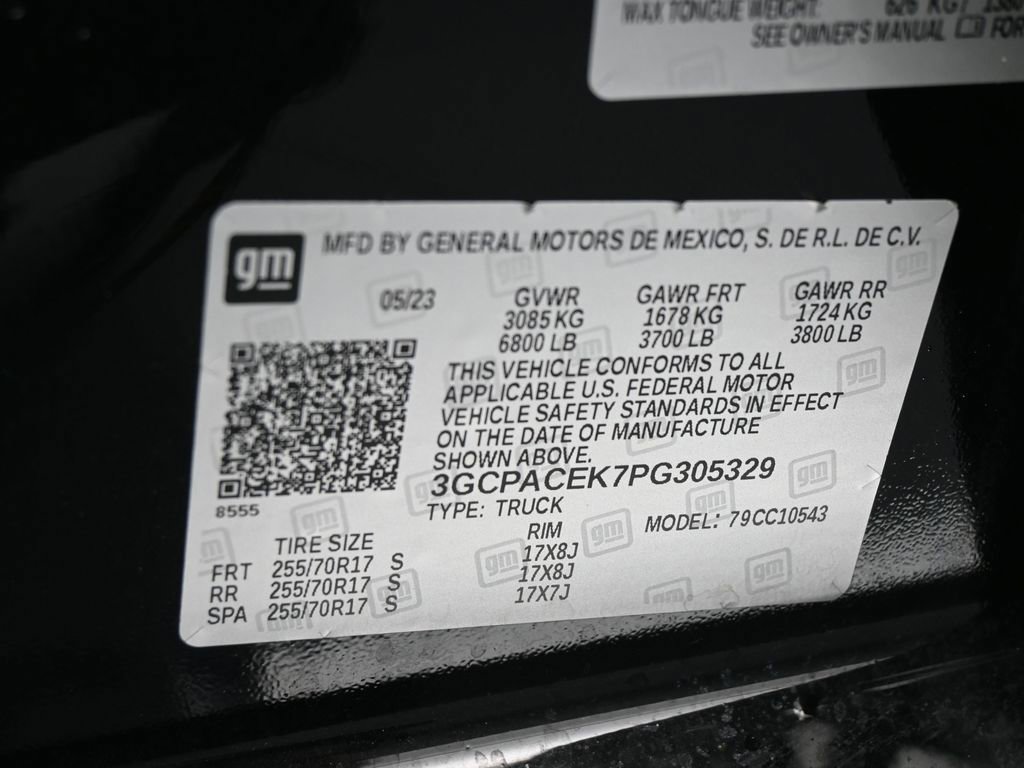 MAX TONGUE WEIGHT: 626 KG
SEE OWNER'S MANUAL FOR
gm
MFD BY GENERAL MOTORS DE MEXICO, S. DE R.L. DE C.V.
05/23 GVWR GAWR FRT GAWR RR
3085 KG 1678 KG 1724 KG
6800 LB 3700 LB 3800 LB
THIS VEHICLE CONFORMS TO ALL
APPLICABLE U.S. FEDERAL MOTOR
VEHICLE SAFETY STANDARDS IN EFFECT
ON THE DATE OF MANUFACTURE
SHOWN ABOVE.
3GCPACEK7PG305329
8555
TYPE: TRUCK MODEL: 79CC10543
TIRE SIZE RIM
FRT 255/70R17 S 17X8J
RR 255/70R17 S 17X8J
SPA 255/70R17 S 17X7J